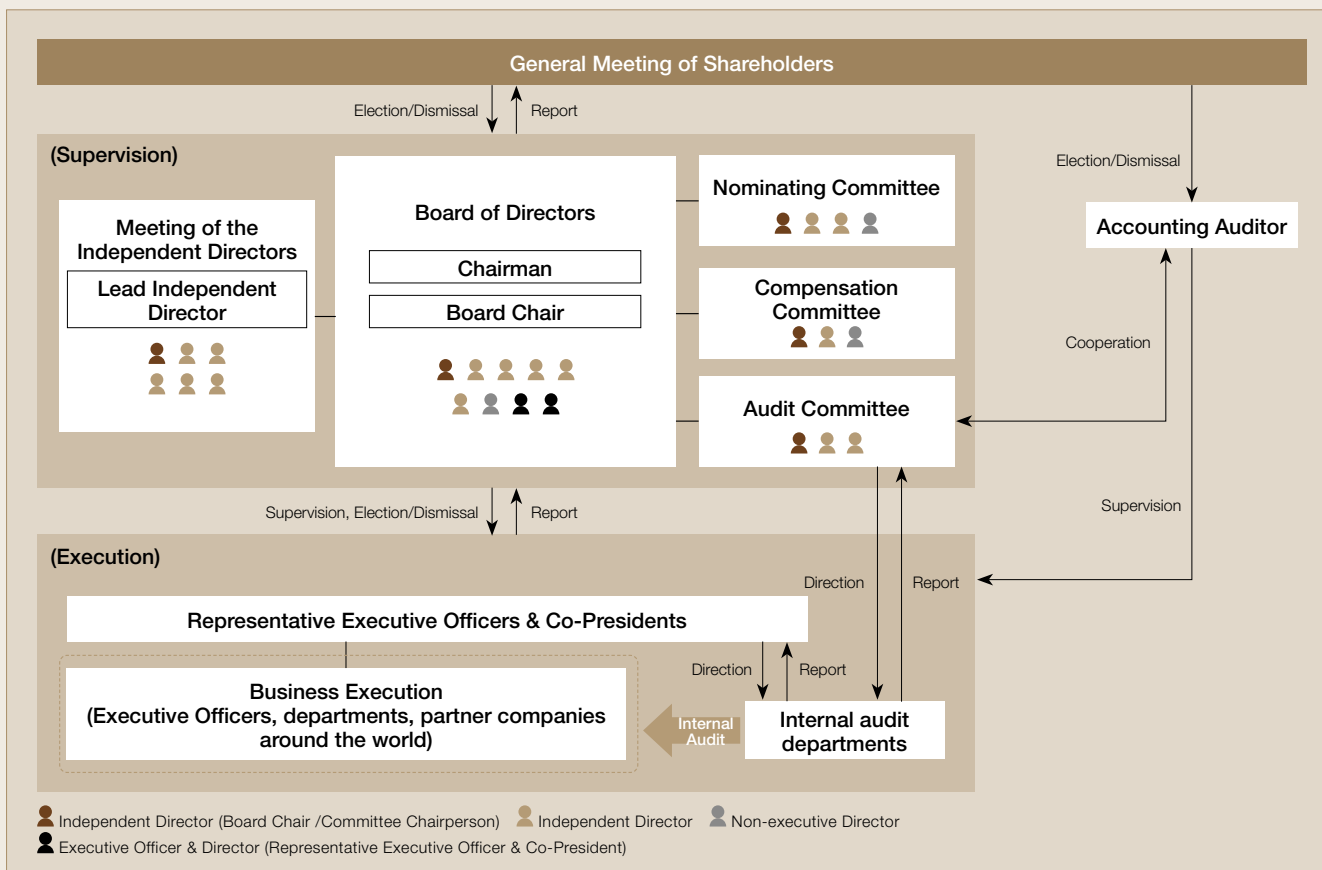 General Meeting of Shareholders
Election/Dismissal
Report
(Supervision)
Meeting of the
Independent Directors
Lead Independent
Director
Board of Directors
Chairman
Board Chair
Nominating Committee
Compensation
Committee
Audit Committee
Election/Dismissal
Accounting Auditor
Cooperation
Supervision
Supervision, Election/Dismissal
Report
(Execution)
Direction
Report
Representative Executive Officers & Co-Presidents
Direction
Report
Business Execution
(Executive Officers, departments, partner companies
around the world)
Internal
Audit
Internal audit
departments
Independent Director (Board Chair /Committee Chairperson)
Independent Director
Non-executive Director
Executive Officer & Director (Representative Executive Officer & Co-President)